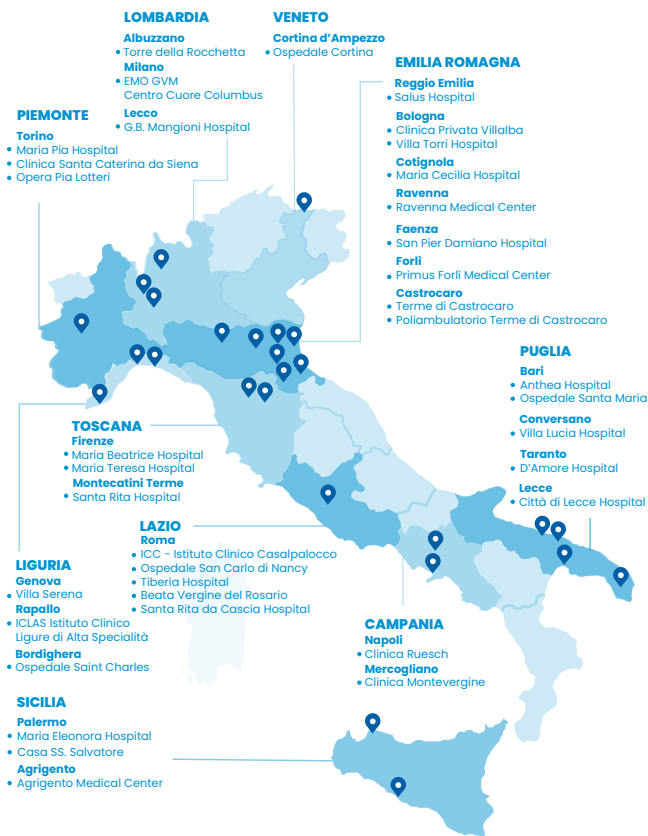 LOMBARDIA
Albuzzano
• Torre della Rocchetta
Milano
• EMO GVM
Centro Cuore Columbus
Lecco
• G.B. Mangioni Hospital
VENETO
Cortina d’Ampezzo
• Ospedale Cortina
EMILIA ROMAGNA
Reggio Emilia
• Salus Hospital
Bologna
• Clinica Privata Villalba
• Villa Torri Hospital
Cotignola
• Maria Cecilia Hospital
Ravenna
• Ravenna Medical Center
Faenza
• San Pier Damiano Hospital
Forlì
• Primus Forlì Medical Center
Castrocaro
• Terme di Castrocaro
• Poliambulatorio Terme di Castrocaro
PIEMONTE
Torino
• Maria Pia Hospital
• Clinica Santa Caterina da Siena
• Opera Pia Lotteri
PUGLIA
Bari
• Anthea Hospital
• Ospedale Santa Maria
Conversano
• Villa Lucia Hospital
Taranto
• D’Amore Hospital
Lecce
• Città di Lecce Hospital
TOSCANA
Firenze
• Maria Beatrice Hospital
• Maria Teresa Hospital
Montecatini Terme
• Santa Rita Hospital
LAZIO
Roma
• ICC - Istituto Clinico Casalpalocco
• Ospedale San Carlo di Nancy
• Tiberia Hospital
• Beata Vergine del Rosario
• Santa Rita da Cascia Hospital
LIGURIA
Genova
• Villa Serena
Rapallo
• ICLAS Istituto Clinico
Ligure di Alta Specialità
Bordighera
• Ospedale Saint Charles
CAMPANIA
Napoli
• Clinica Ruesch
Mercogliano
• Clinica Montevergine
SICILIA
Palermo
• Maria Eleonora Hospital
• Casa SS. Salvatore
Agrigento
• Agrigento Medical Center